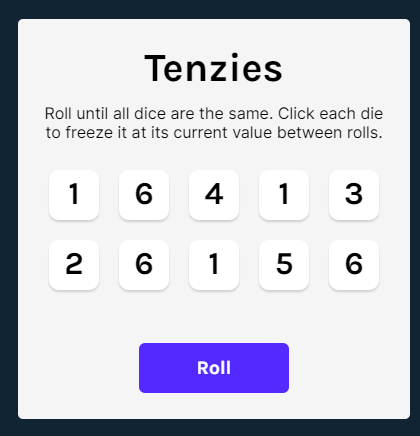 Tenzies
Roll until all dice are the same. Click each die
to freeze it at its current value between rolls.
1 6 4 1 3
2 6 1 5 6
Roll